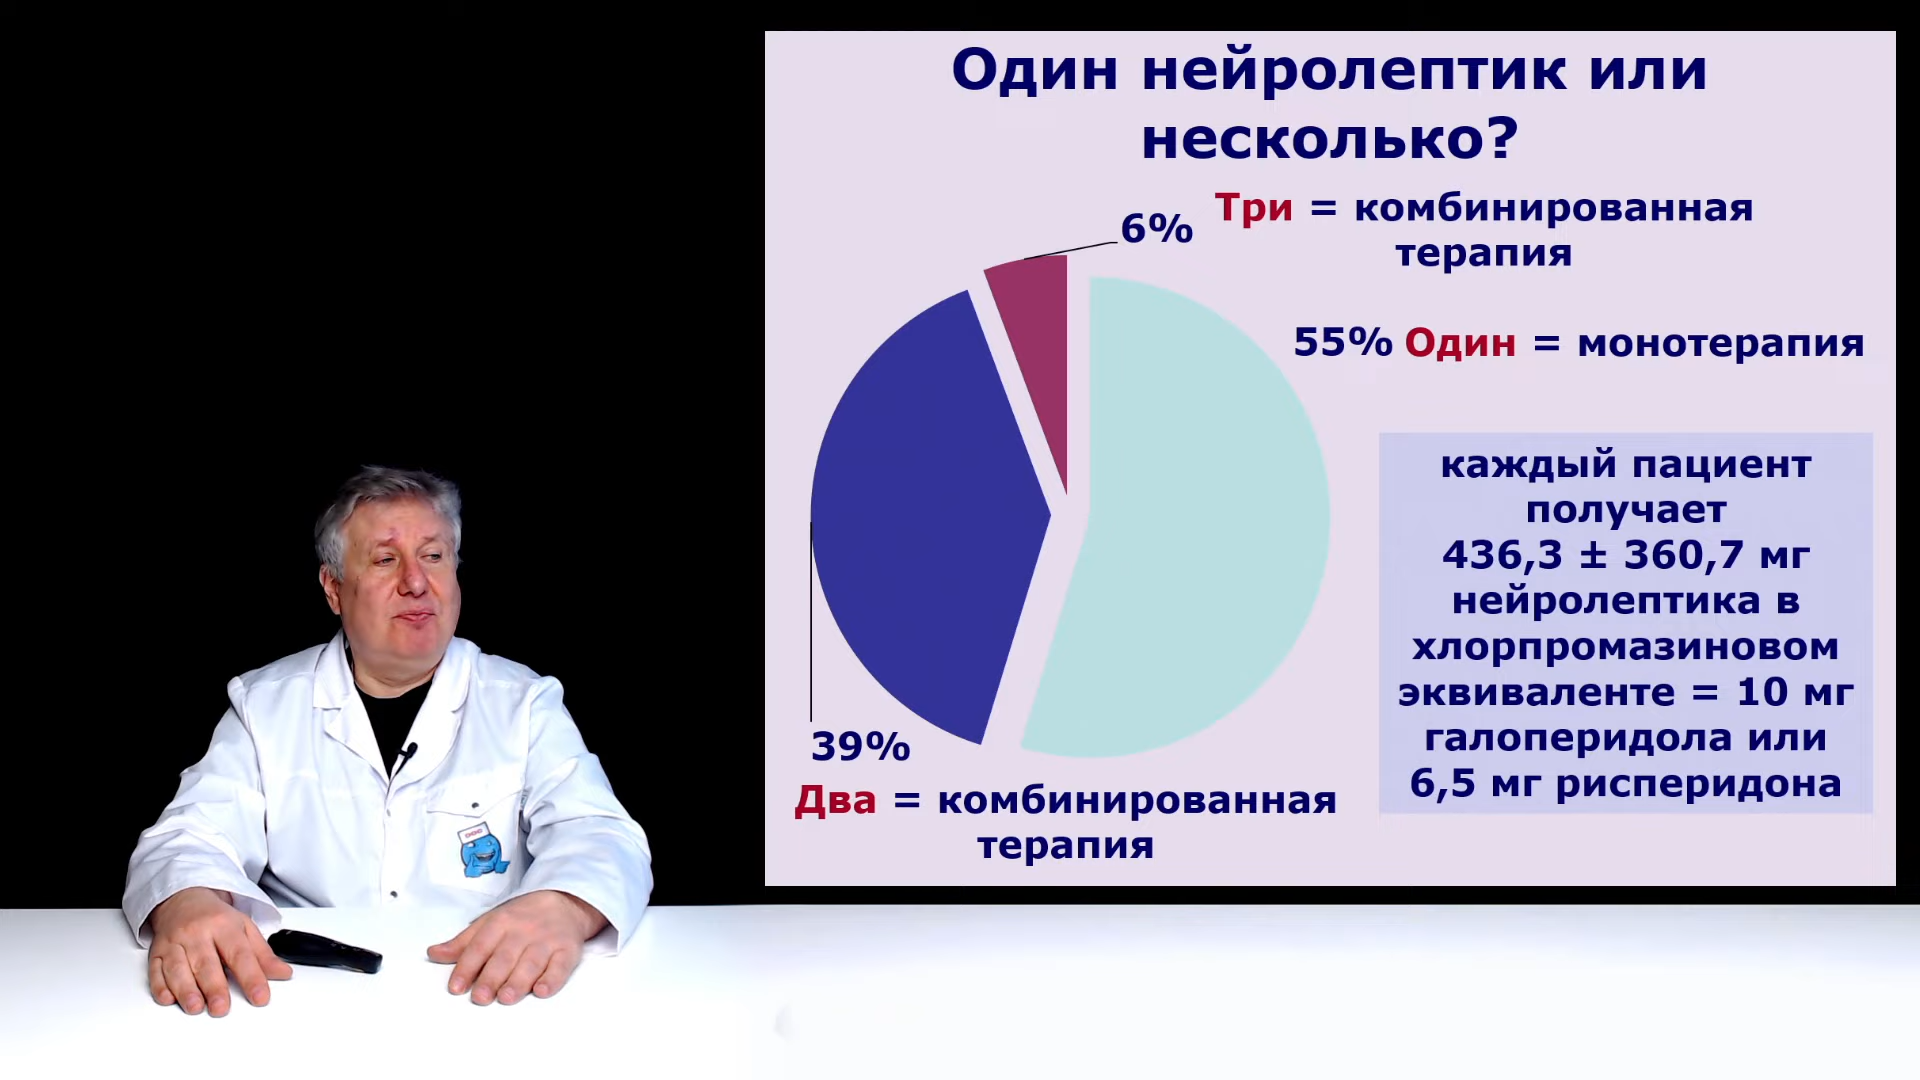 Один нейролептик или
несколько?
6%
Три = комбинированная
терапия
55% Один = монотерапия
каждый пациент
получает
436,3 ± 360,7 мг
нейролептика в
хлорпромазиновом
эквиваленте = 10 мг
галоперидола или
6,5 мг рисперидона
39%
Два = комбинированная
терапия